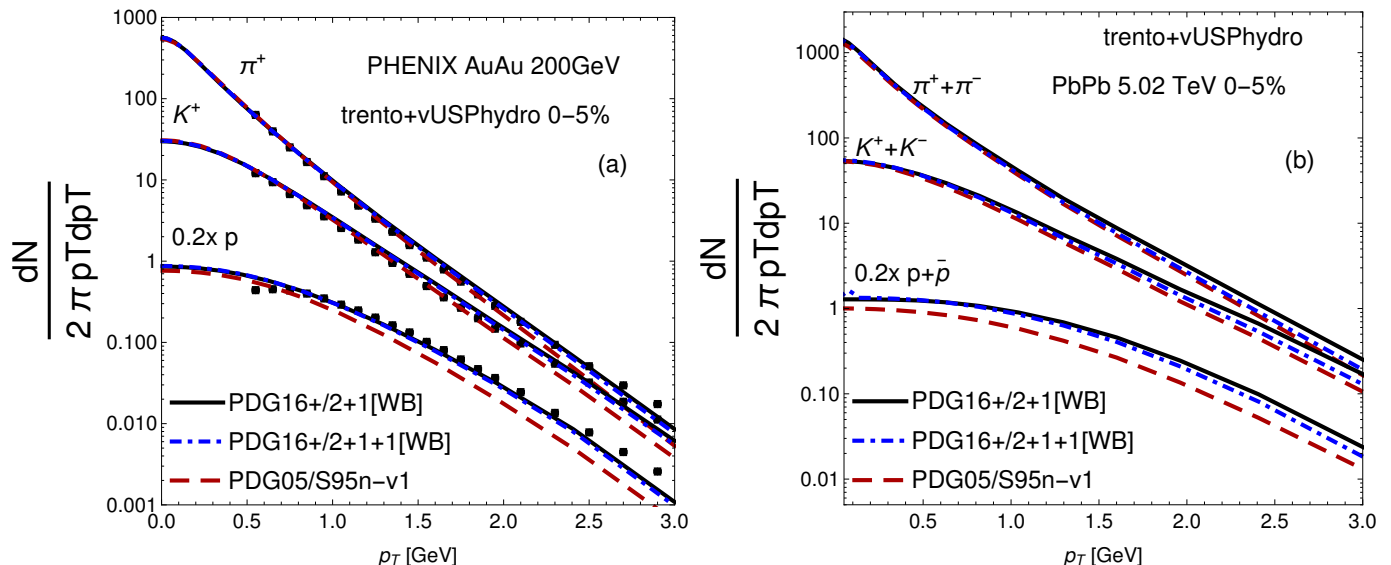 1000
100
10
1
0.100
0.010
0.001
dN
2 π pTdpT
π⁺
K⁺
0.2x p
PHENIX AuAu 200GeV
trento+vUSPhydro 0−5%
(a)
PDG16+/2+1[WB]
PDG16+/2+1+1[WB]
PDG05/S95n−v1
0.0 0.5 1.0 1.5 2.0 2.5 3.0
p_T [GeV]
1000
100
10
1
0.10
0.01
dN
2 π pTdpT
trento+vUSPhydro
PbPb 5.02 TeV 0−5%
π⁺+π⁻
K⁺+K⁻
(b)
0.2x p+p̄
PDG16+/2+1[WB]
PDG16+/2+1+1[WB]
PDG05/S95n−v1
0.5 1.0 1.5 2.0 2.5 3.0
p_T [GeV]